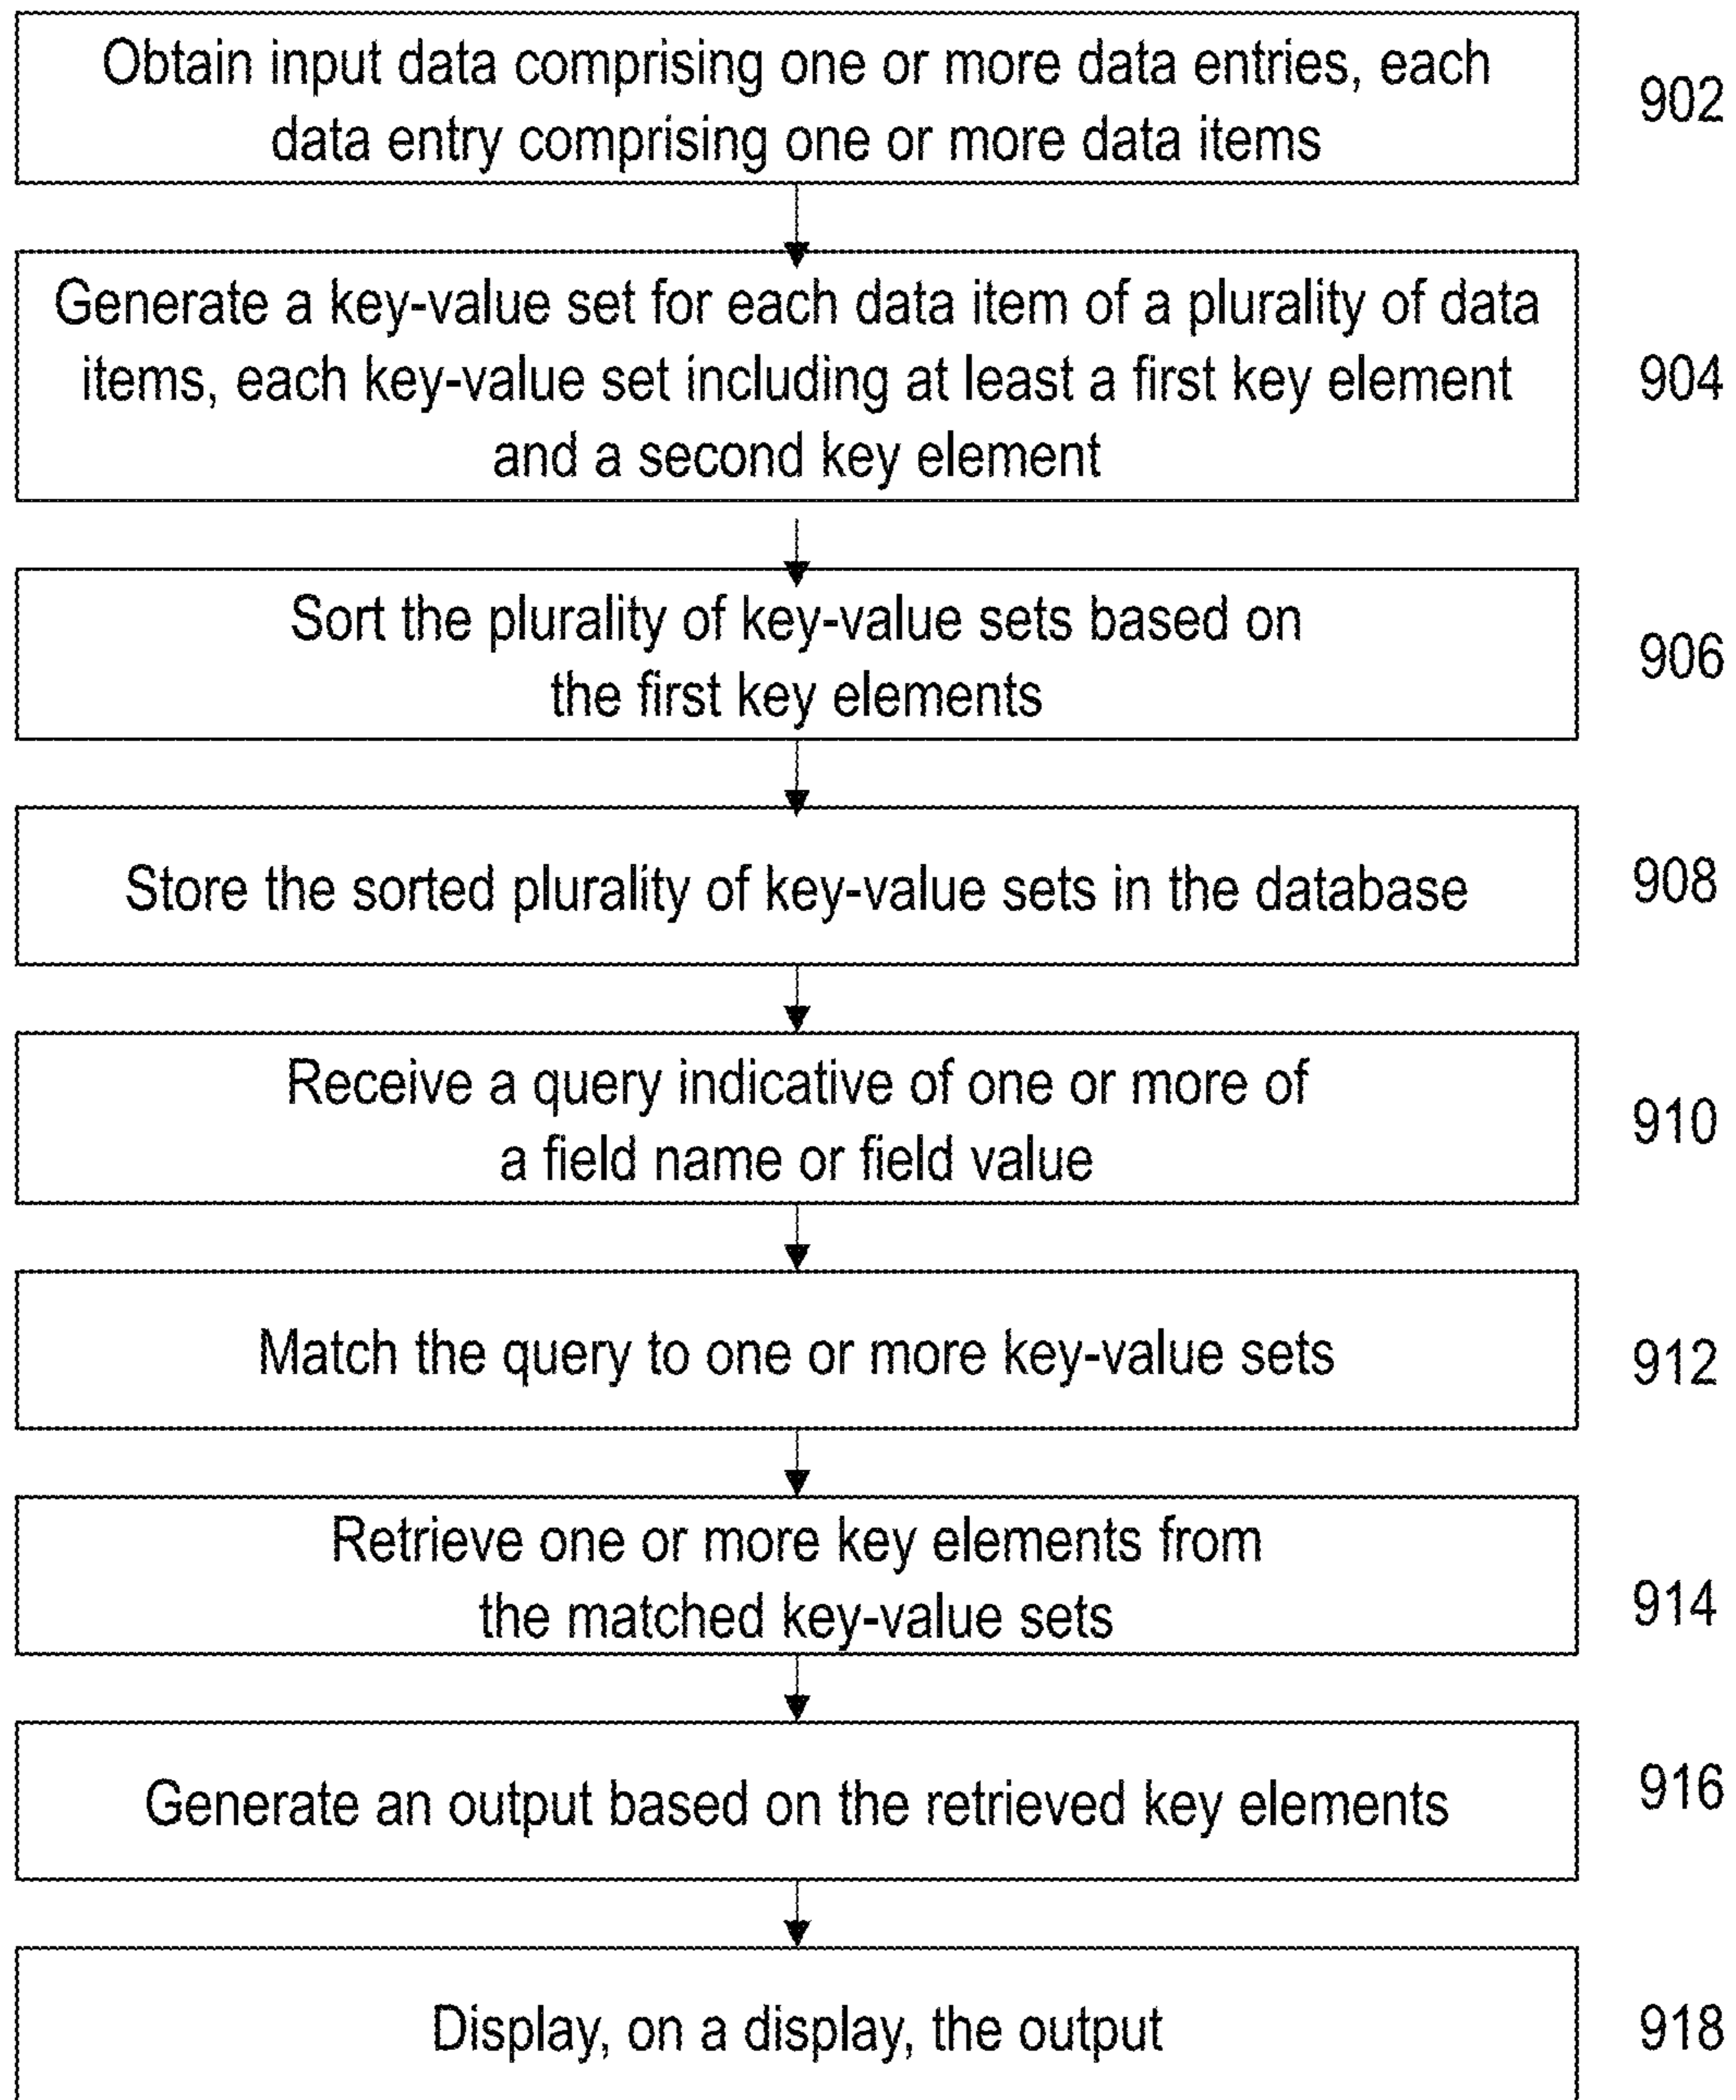 Obtain input data comprising one or more data entries, each
data entry comprising one or more data items
902
Generate a key-value set for each data item of a plurality of data
items, each key-value set including at least a first key element
and a second key element
904
Sort the plurality of key-value sets based on
the first key elements
906
Store the sorted plurality of key-value sets in the database
908
Receive a query indicative of one or more of
a field name or field value
910
Match the query to one or more key-value sets
912
Retrieve one or more key elements from
the matched key-value sets
914
Generate an output based on the retrieved key elements
916
Display, on a display, the output
918